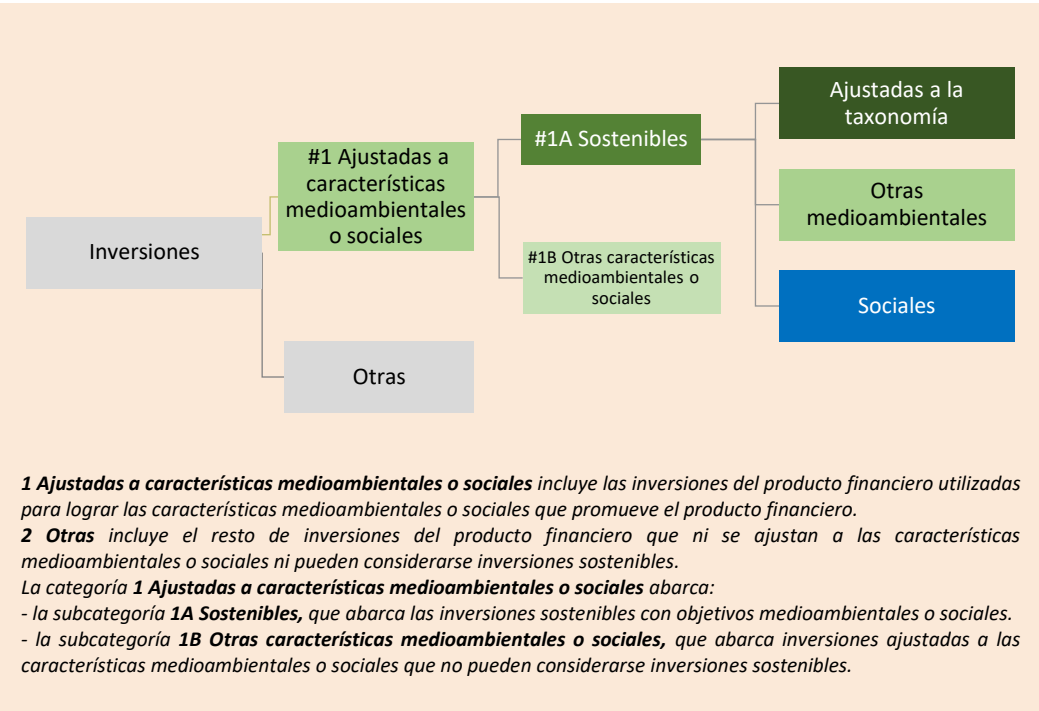 Inversiones
#1 Ajustadas a
características
medioambientales
o sociales
Otras
#1A Sostenibles
#1B Otras características
medioambientales o
sociales
Ajustadas a la
taxonomía
Otras
medioambientales
Sociales
1 Ajustadas a características medioambientales o sociales incluye las inversiones del producto financiero utilizadas
para lograr las características medioambientales o sociales que promueve el producto financiero.
2 Otras incluye el resto de inversiones del producto financiero que ni se ajustan a las características
medioambientales o sociales ni pueden considerarse inversiones sostenibles.
La categoría 1 Ajustadas a características medioambientales o sociales abarca:
- la subcategoría 1A Sostenibles, que abarca las inversiones sostenibles con objetivos medioambientales o sociales.
- la subcategoría 1B Otras características medioambientales o sociales, que abarca inversiones ajustadas a las
características medioambientales o sociales que no pueden considerarse inversiones sostenibles.